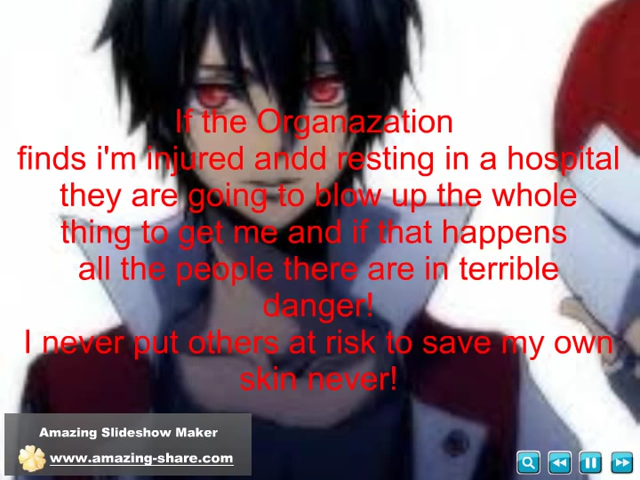 If the Organazation
finds i'm injured andd resting in a hospital
they are going to blow up the whole
thing to get me and if that happens
all the people there are in terrible
danger!
I never put others at risk to save my own
skin never!
Amazing Slideshow Maker
www.amazing-share.com